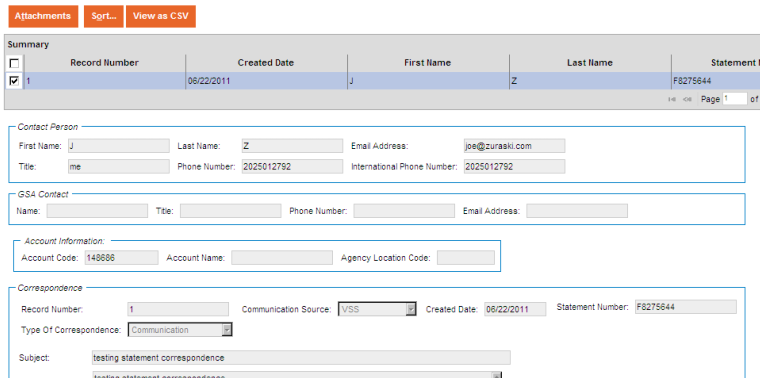 Attachments Sort... View as CSV
Summary
Record Number Created Date First Name Last Name Statement
1 06/22/2011 J Z F8275644
Page 1 of
Contact Person
First Name: J Last Name: Z Email Address: joe@zuraski.com
Title: me Phone Number: 2025012792 International Phone Number: 2025012792
GSA Contact
Name: Title: Phone Number: Email Address:
Account Information:
Account Code: 148686 Account Name: Agency Location Code:
Correspondence
Record Number: 1 Communication Source: VSS Created Date: 06/22/2011 Statement Number: F8275644
Type Of Correspondence: Communication
Subject: testing statement correspondence
testing statement correspondence